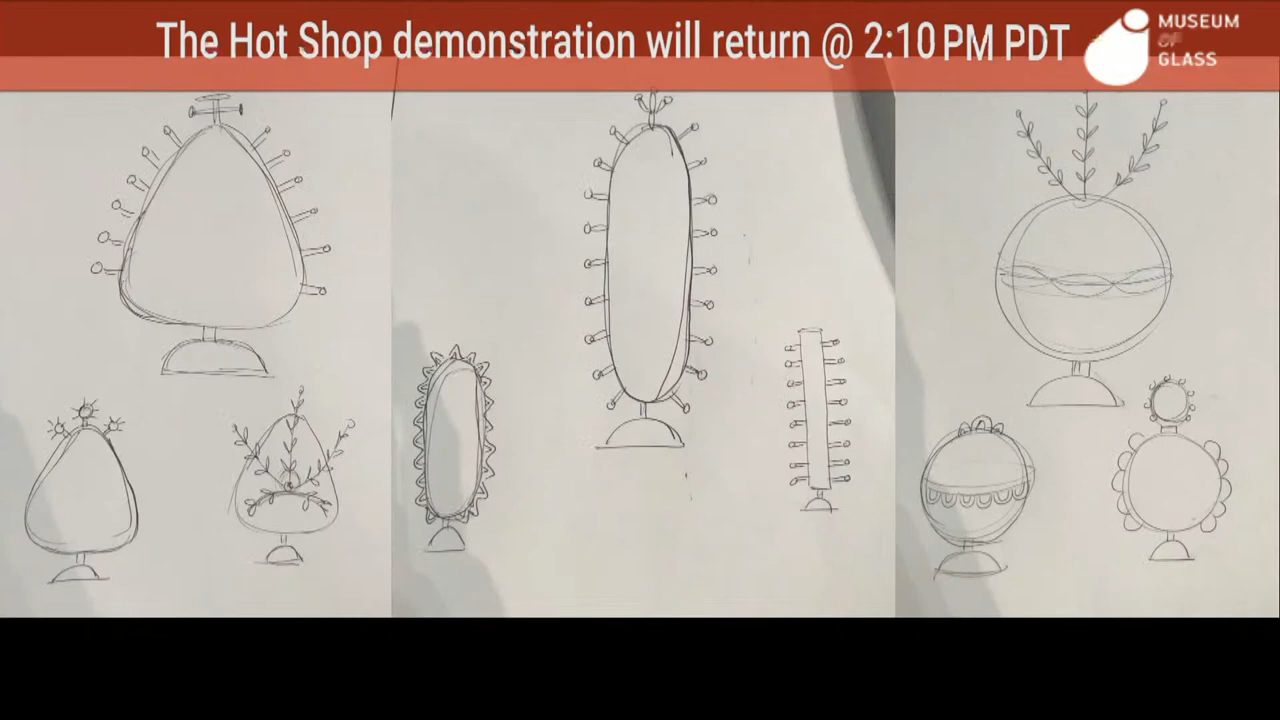 The Hot Shop demonstration will return @ 2:10 PM PDT
MUSEUM
OF
GLASS